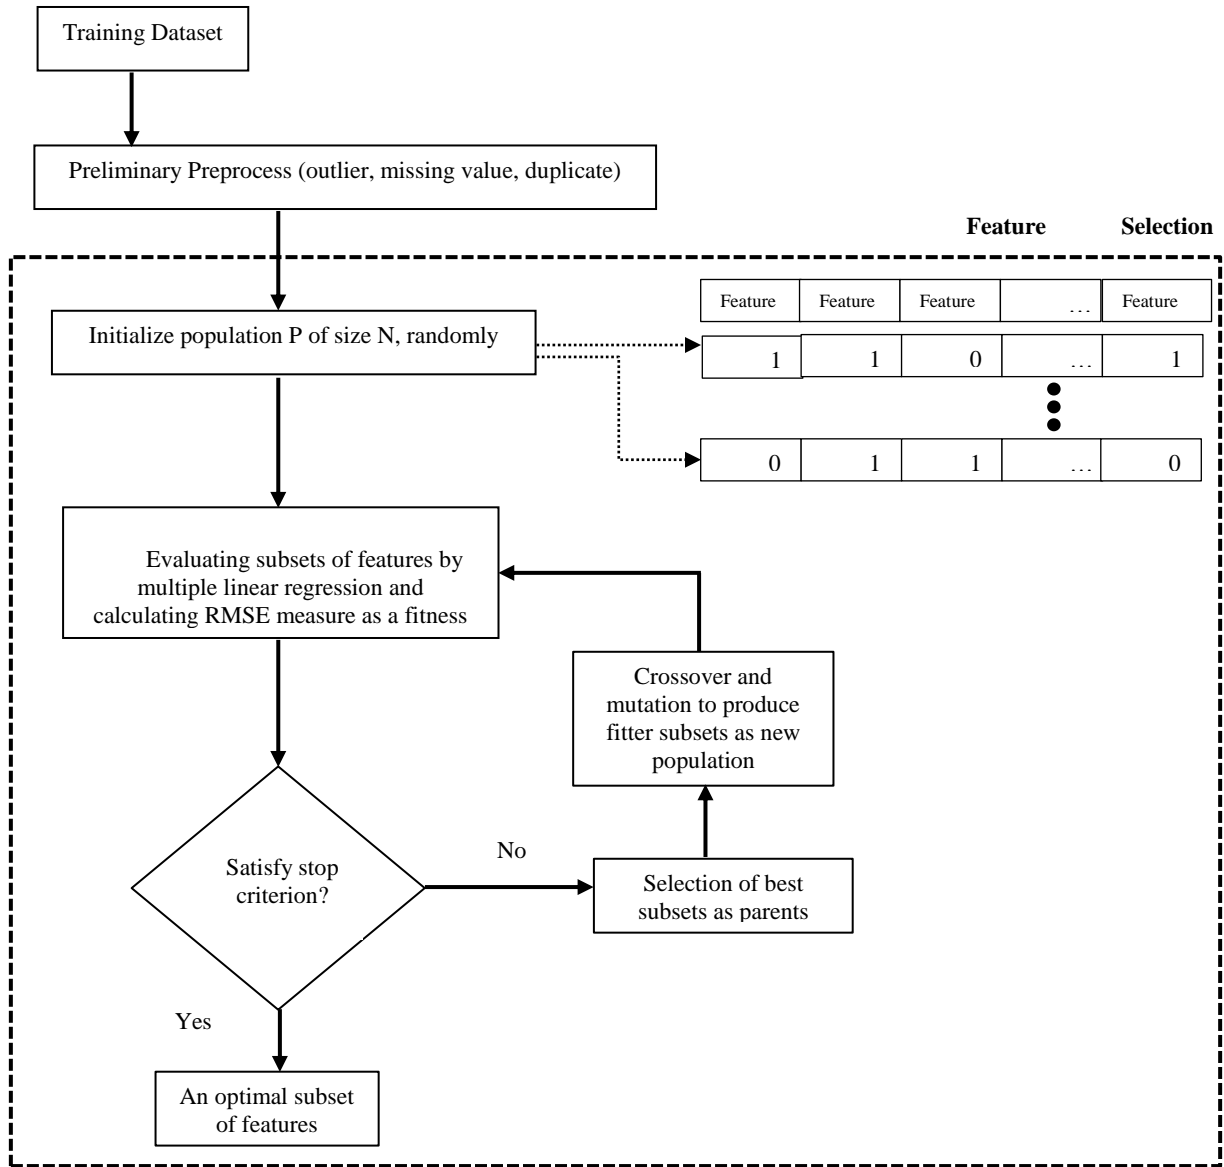 Training Dataset
Preliminary Preprocess (outlier, missing value, duplicate)
Feature Selection
Feature Feature Feature ... Feature
Initialize population P of size N, randomly
1 1 0 ... 1
0 1 1 ... 0
Evaluating subsets of features by
multiple linear regression and
calculating RMSE measure as a fitness
Crossover and
mutation to produce
fitter subsets as new
population
Satisfy stop
criterion?
No
Selection of best
subsets as parents
Yes
An optimal subset
of features